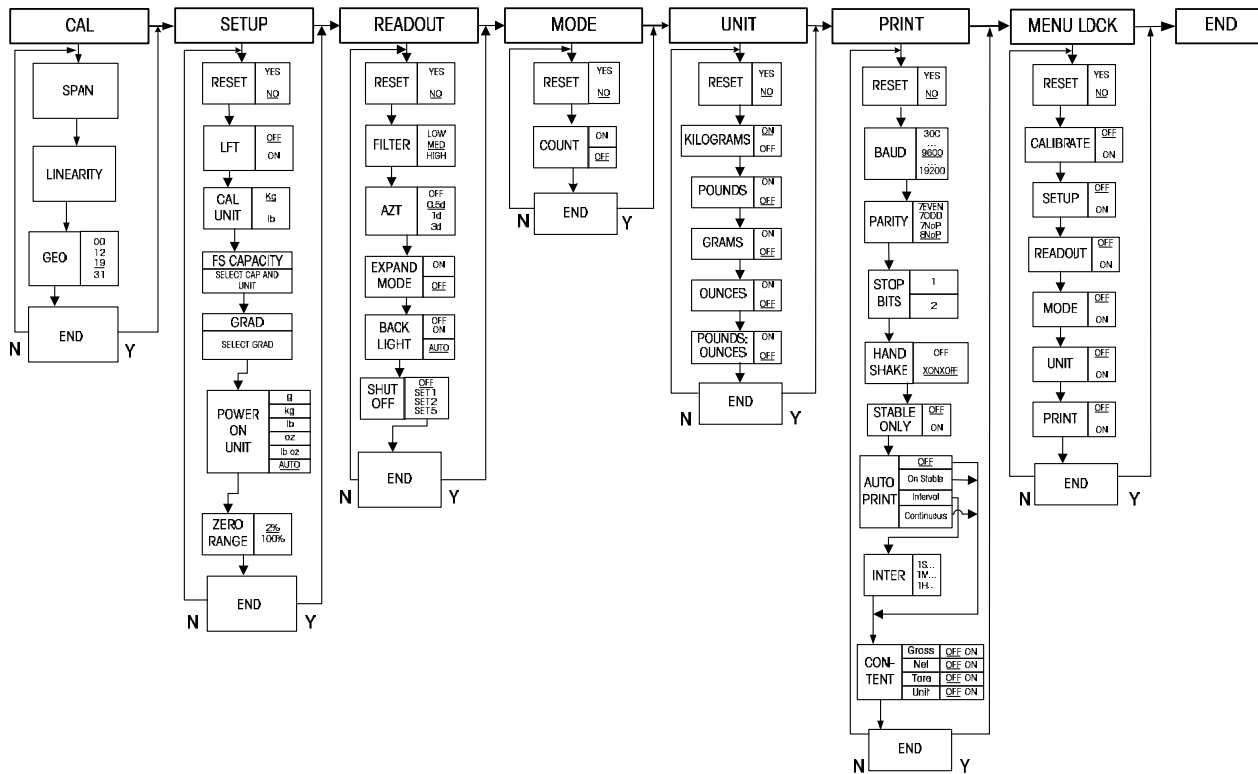 CAL
SETUP
READOUT
MODE
UNIT
PRINT
MENU LOCK
END
SPAN
LINEARITY
GEO
00
12
19
31
END
N
Y
RESET
YES
NO
LFT
OFF
ON
CAL
UNIT
Kg
lb
FS CAPACITY
SELECT CAP AND
UNIT
GRAD
SELECT GRAD
POWER
ON
UNIT
g
kg
lb
oz
lb oz
AUTO
ZERO
RANGE
2%
100%
END
N
Y
RESET
YES
NO
FILTER
LOW
MED
HIGH
AZT
OFF
0.5d
1d
3d
EXPAND
MODE
ON
OFF
BACK
LIGHT
OFF
ON
AUTO
SHUT
OFF
OFF
SET1
SET2
SET5
END
N
Y
RESET
YES
NO
COUNT
ON
OFF
END
N
Y
RESET
YES
NO
KILOGRAMS
ON
OFF
POUNDS
ON
OFF
GRAMS
ON
OFF
OUNCES
ON
OFF
POUNDS:
OUNCES
ON
OFF
END
N
Y
RESET
YES
NO
BAUD
300
...
9600
...
19200
PARITY
7EVEN
7ODD
7NoP
8NoP
STOP
BITS
1
2
HAND
SHAKE
OFF
XONXOFF
STABLE
ONLY
OFF
ON
AUTO
PRINT
OFF
On Stable
Interval
Continuous
INTER
1S...
1M...
1H...
CON-
TENT
Gross
OFF ON
Net
OFF ON
Tare
OFF ON
Unit
OFF ON
END
N
Y
RESET
YES
NO
CALIBRATE
OFF
ON
SETUP
OFF
ON
READOUT
OFF
ON
MODE
OFF
ON
UNIT
OFF
ON
PRINT
OFF
ON
END
N
Y